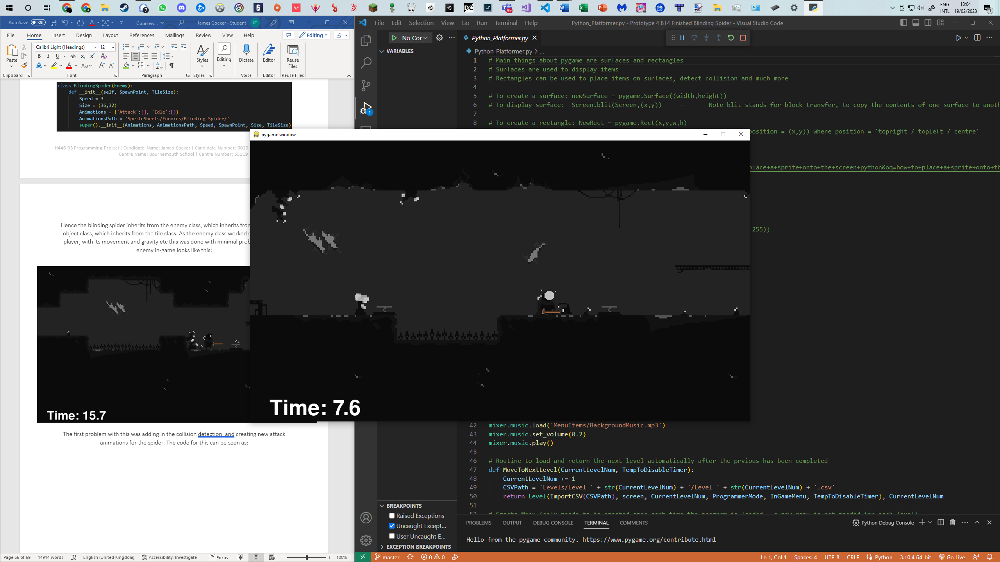 ENG
INTL
18:04
19/02/2023
AutoSave Off
Coursew...
James Cocker - Student
JC
File Home Insert Design Layout References Mailings Review View Help
Editing
Calibri Light (Headings) 12
Paste
Styles
Editing
Dictate
Editor
Reuse
Files
Clipboard Font Paragraph Styles Voice Editor Reuse Files
class BlindingSpider(Enemy):
def __init__(self, SpawnPoint, TileSize):
Speed = 3
Size = (36,32)
Animations = {'Attack':[], 'Idle':[]}
AnimationsPath = 'SpriteSheets/Enemies/Blinding Spider/'
super().__init__(Animations, AnimationsPath, Speed, SpawnPoint, Size, TileSize)
H446-03 Programming Project | Candidate Name: James Cocker | Candidate Number: 6029
Centre Name: Bournemouth School | Centre Number: 55119
Hence the blinding spider inherits from the enemy class, which inherits from
object class, which inherits from the tile class. As the enemy class worked
player, with its movement and gravity etc this was done with minimal
enemy in-game looks like this:
Time: 15.7
The first problem with this was adding in the collision detection, and creating new attack
animations for the spider. The code for this can be seen as:
Page 66 of 69 14914 words English (United Kingdom) Accessibility: Investigate Focus 100%
File Edit Selection View Go Run Terminal Help
Python_Platformer.py - Prototype 4 B14 Finished Blinding Spider - Visual Studio Code
No Cor
Python_Platformer.py
VARIABLES
Python_Platformer.py > ...
1 # Main things about pygame are surfaces and rectangles
2 # Surfaces are used to display items
3 # Rectangles can be used to place items on surfaces, detect collision and much more
4
5 # To create a surface: newSurface = pygame.Surface((width,height))
6 # To display surface: Screen.blit(Screen,(x,y)) - Note blit stands for block transfer, to copy the contents of one surface to anoth
7
8 # To create a rectangle: NewRect = pygame.Rect(x,y,w,h)
position = (x,y)) where position = 'topright / topleft / centre'
place+a+sprite+onto+the+screen+python&oq=how+to+place+a+sprite+onto+th
255))
pygame window
Time: 7.6
42 mixer.music.load('MenuItems/BackgroundMusic.mp3')
43 mixer.music.set_volume(0.2)
44 mixer.music.play()
45
46 # Routine to load and return the next level automatically after the prvious has been completed
47 def MoveToNextLevel(CurrentLevelNum, TempToDisableTimer):
48 CurrentLevelNum += 1
49 CSVPath = 'Levels/Level ' + str(CurrentLevelNum) + '/Level ' + str(CurrentLevelNum) + '.csv'
50 return Level(ImportCSV(CSVPath), screen, CurrentLevelNum, ProgrammerMode, InGameMenu, TempToDisableTimer), CurrentLevelNum
51
BREAKPOINTS
Raised Exceptions
Uncaught Except...
User Uncaught E...
EXCEPTION BREAKPOINTS
PROBLEMS OUTPUT DEBUG CONSOLE TERMINAL COMMENTS
Python Debug Console
Hello from the pygame community. https://www.pygame.org/contribute.html
master 0 0
Ln 1, Col 1 Spaces: 4 UTF-8 CRLF Python 3.10.4 64-bit Go Live